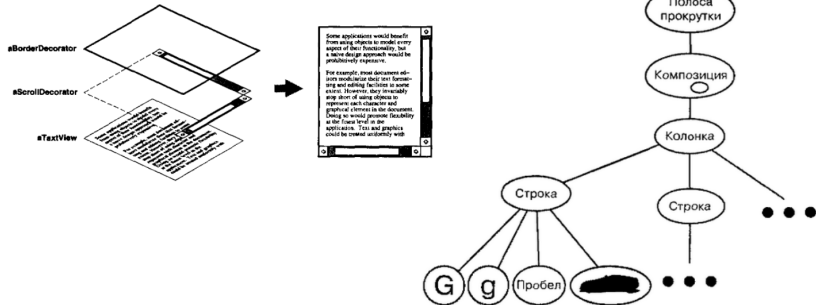 aBorderDecorator
aScrollDecorator
aTextView
Some applications would benefit
from using objects to model every
aspect of their functionality, but
a naive design approach would be
prohibitively expensive.
For example, most document edi-
tors modularize their text format-
ting and editing facilities to some
extent. However, they invariably
stop short of using objects to
represent each character and
graphical element in the document.
Doing so would promote flexibility
at the finest level in the
application. Text and graphics
could be treated uniformly with
Полоса
прокрутки
Композиция
Колонка
Строка
Строка
G
g
Пробел